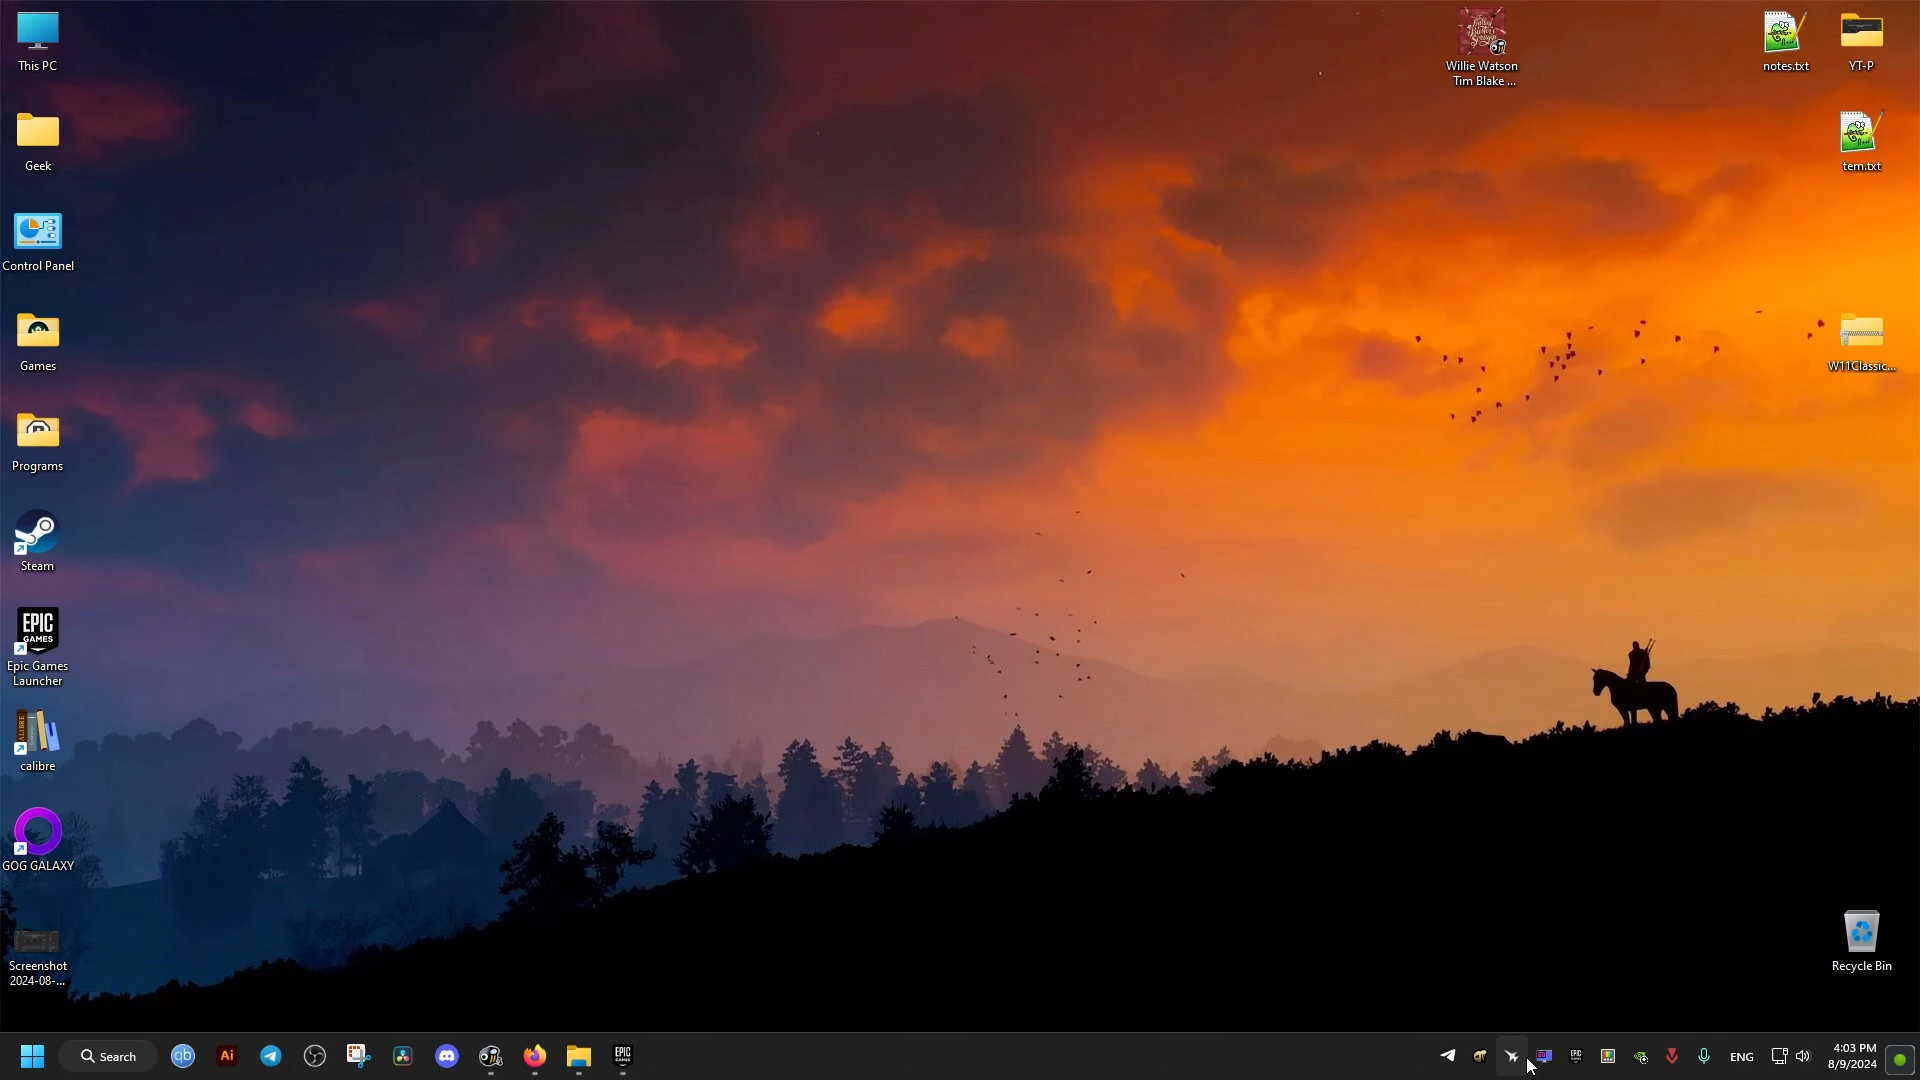 This PC
Geek
Control Panel
Games
Programs
Steam
EPIC
GAMES
Epic Games
Launcher
calibre
GOG GALAXY
Screenshot
2024-08-...
Willie Watson
Tim Blake ...
notes.txt
YT-P
tem.txt
W11Classic...
Recycle Bin
Search
qb
Ai
EPIC
ENG
4:03 PM
8/9/2024